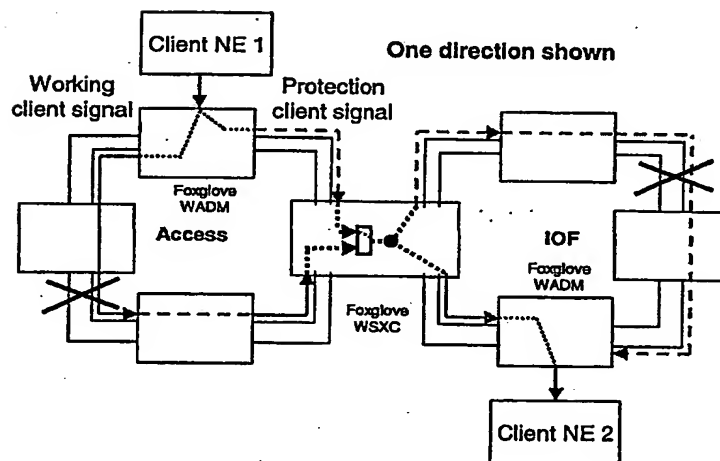 Client NE 1
One direction shown
Working
client signal
Protection
client signal
Foxglove
WADM
Access
IOF
Foxglove
WADM
Foxglove
WSXC
Client NE 2